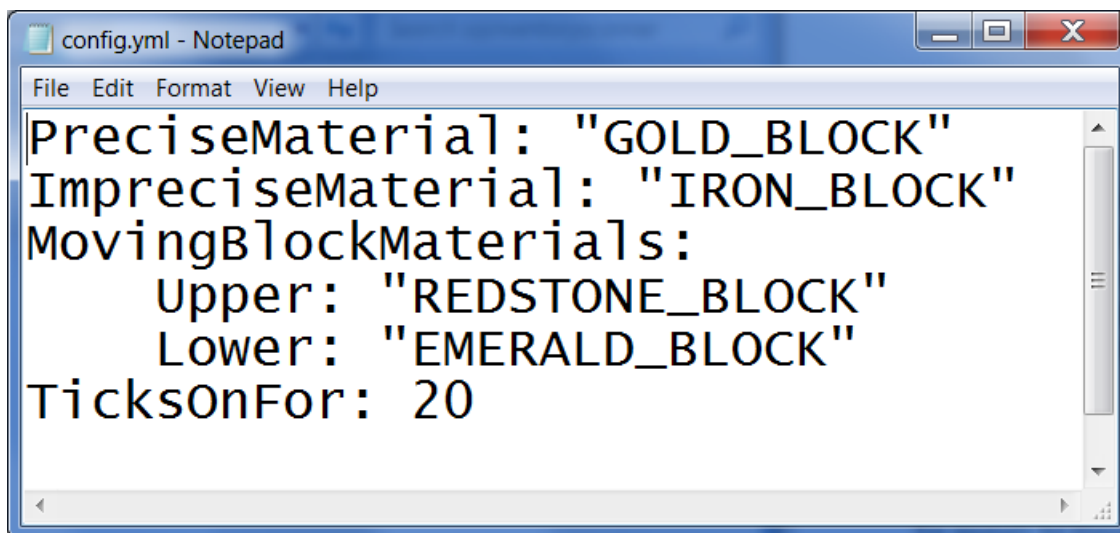 config.yml - Notepad
File Edit Format View Help
PreciseMaterial: "GOLD_BLOCK"
ImpreciseMaterial: "IRON_BLOCK"
MovingBlockMaterials:
    Upper: "REDSTONE_BLOCK"
    Lower: "EMERALD_BLOCK"
TicksOnFor: 20